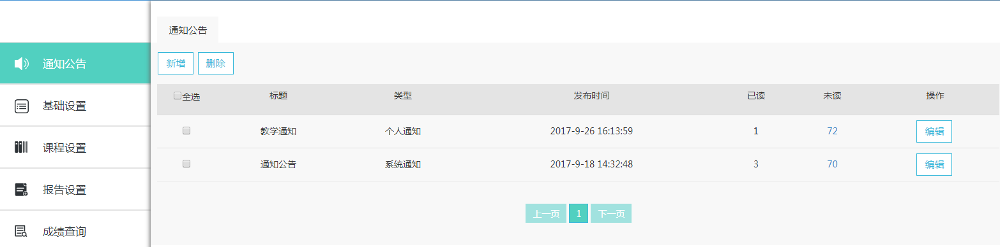 通知公告
基础设置
课程设置
报告设置
成绩查询
通知公告
新增 删除
全选 标题 类型 发布时间 已读 未读 操作
教学通知 个人通知 2017-9-26 16:13:59 1 72 编辑
通知公告 系统通知 2017-9-18 14:32:48 3 70 编辑
上一页 1 下一页